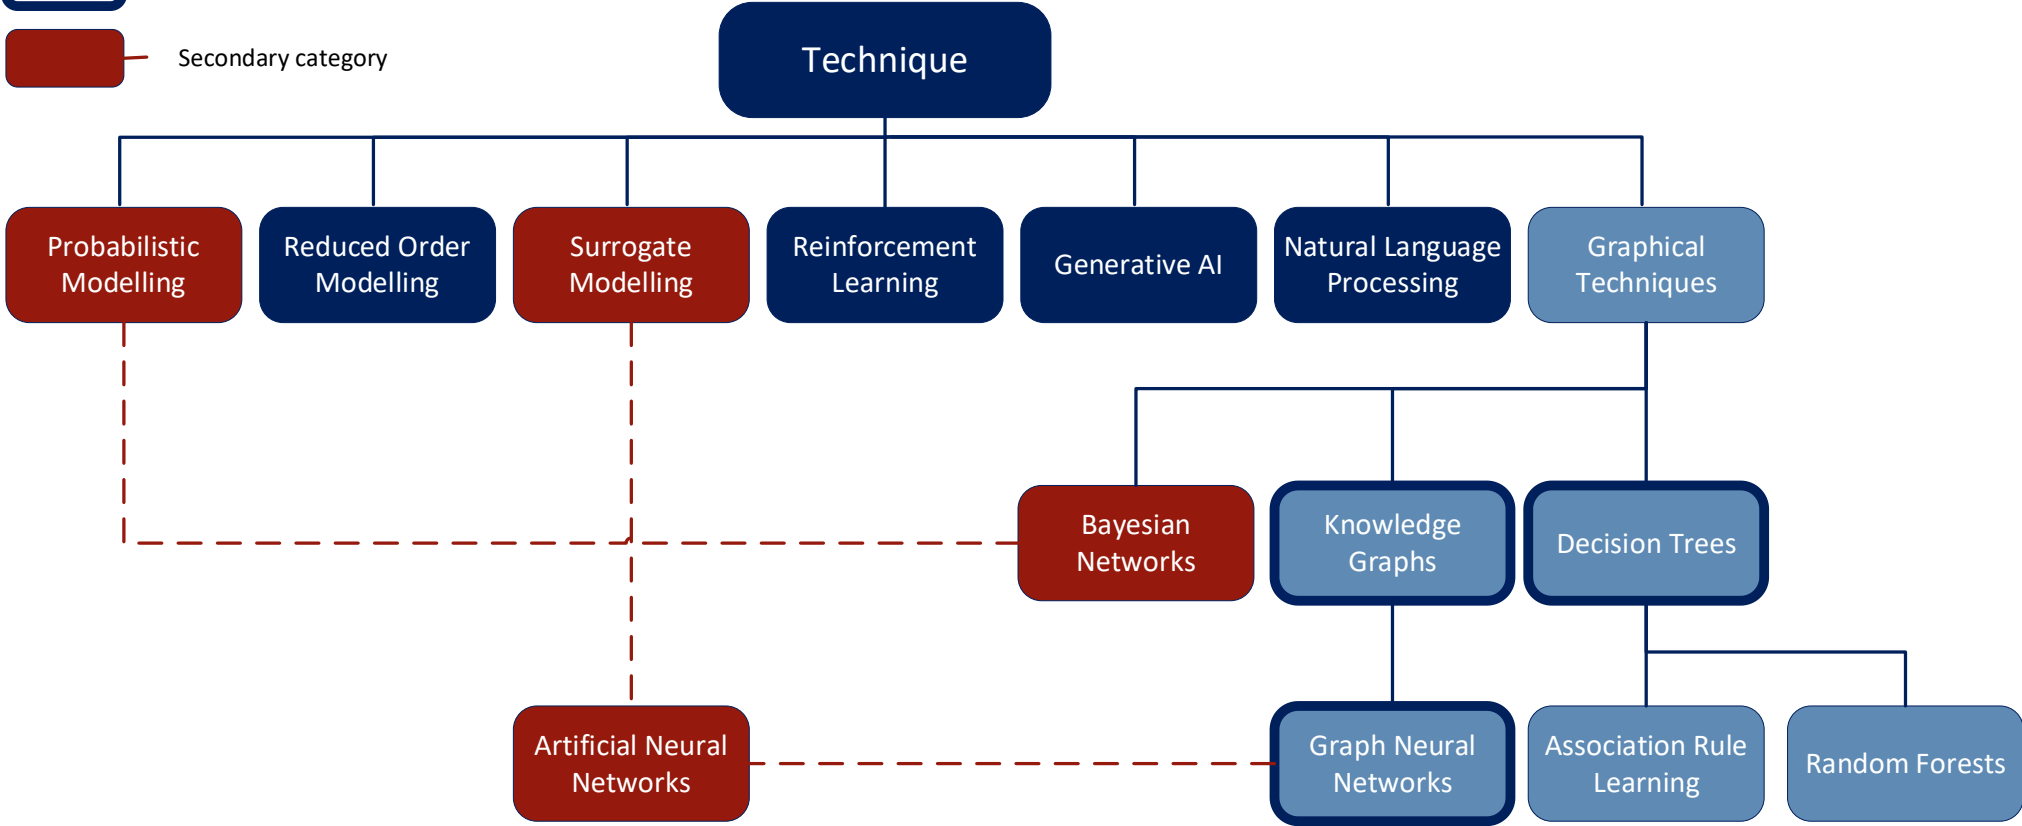 Secondary category
Technique
Probabilistic
Modelling
Reduced Order
Modelling
Surrogate
Modelling
Reinforcement
Learning
Generative AI
Natural Language
Processing
Graphical
Techniques
Bayesian
Networks
Knowledge
Graphs
Decision Trees
Artificial Neural
Networks
Graph Neural
Networks
Association Rule
Learning
Random Forests